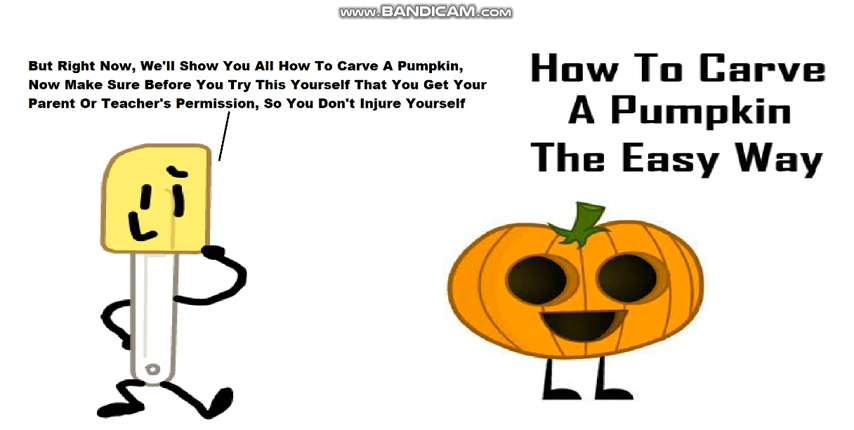 www.BANDICAM.com
But Right Now, We'll Show You All How To Carve A Pumpkin,
Now Make Sure Before You Try This Yourself That You Get Your
Parent Or Teacher's Permission, So You Don't Injure Yourself
How To Carve
A Pumpkin
The Easy Way